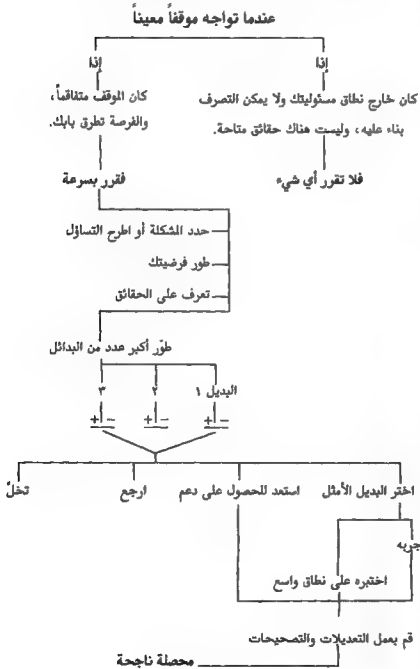 عندما تواجه موقفاً معيناً
إذا
كان خارج نطاق مسئوليتك ولا يمكن التصرف
بناء عليه، وليست هناك حقائق متاحة.
فلا تقرر أي شيء
إذا
كان الموقف متفاقماً،
والفرصة تطرق بابك.
فقرر بسرعة
حدد المشكلة أو اطرح التساؤل
طور فرضيتك
تعرف على الحقائق
طوّر أكبر عدد من البدائل
البديل ١ ٢ ٣
+ − + − + −
اختر البديل الأمثل استعد للحصول على دعم ارجع تخلَّ
جربه
اختبره على نطاق واسع
قم بعمل التعديلات والتصحيحات
محصلة ناجحة